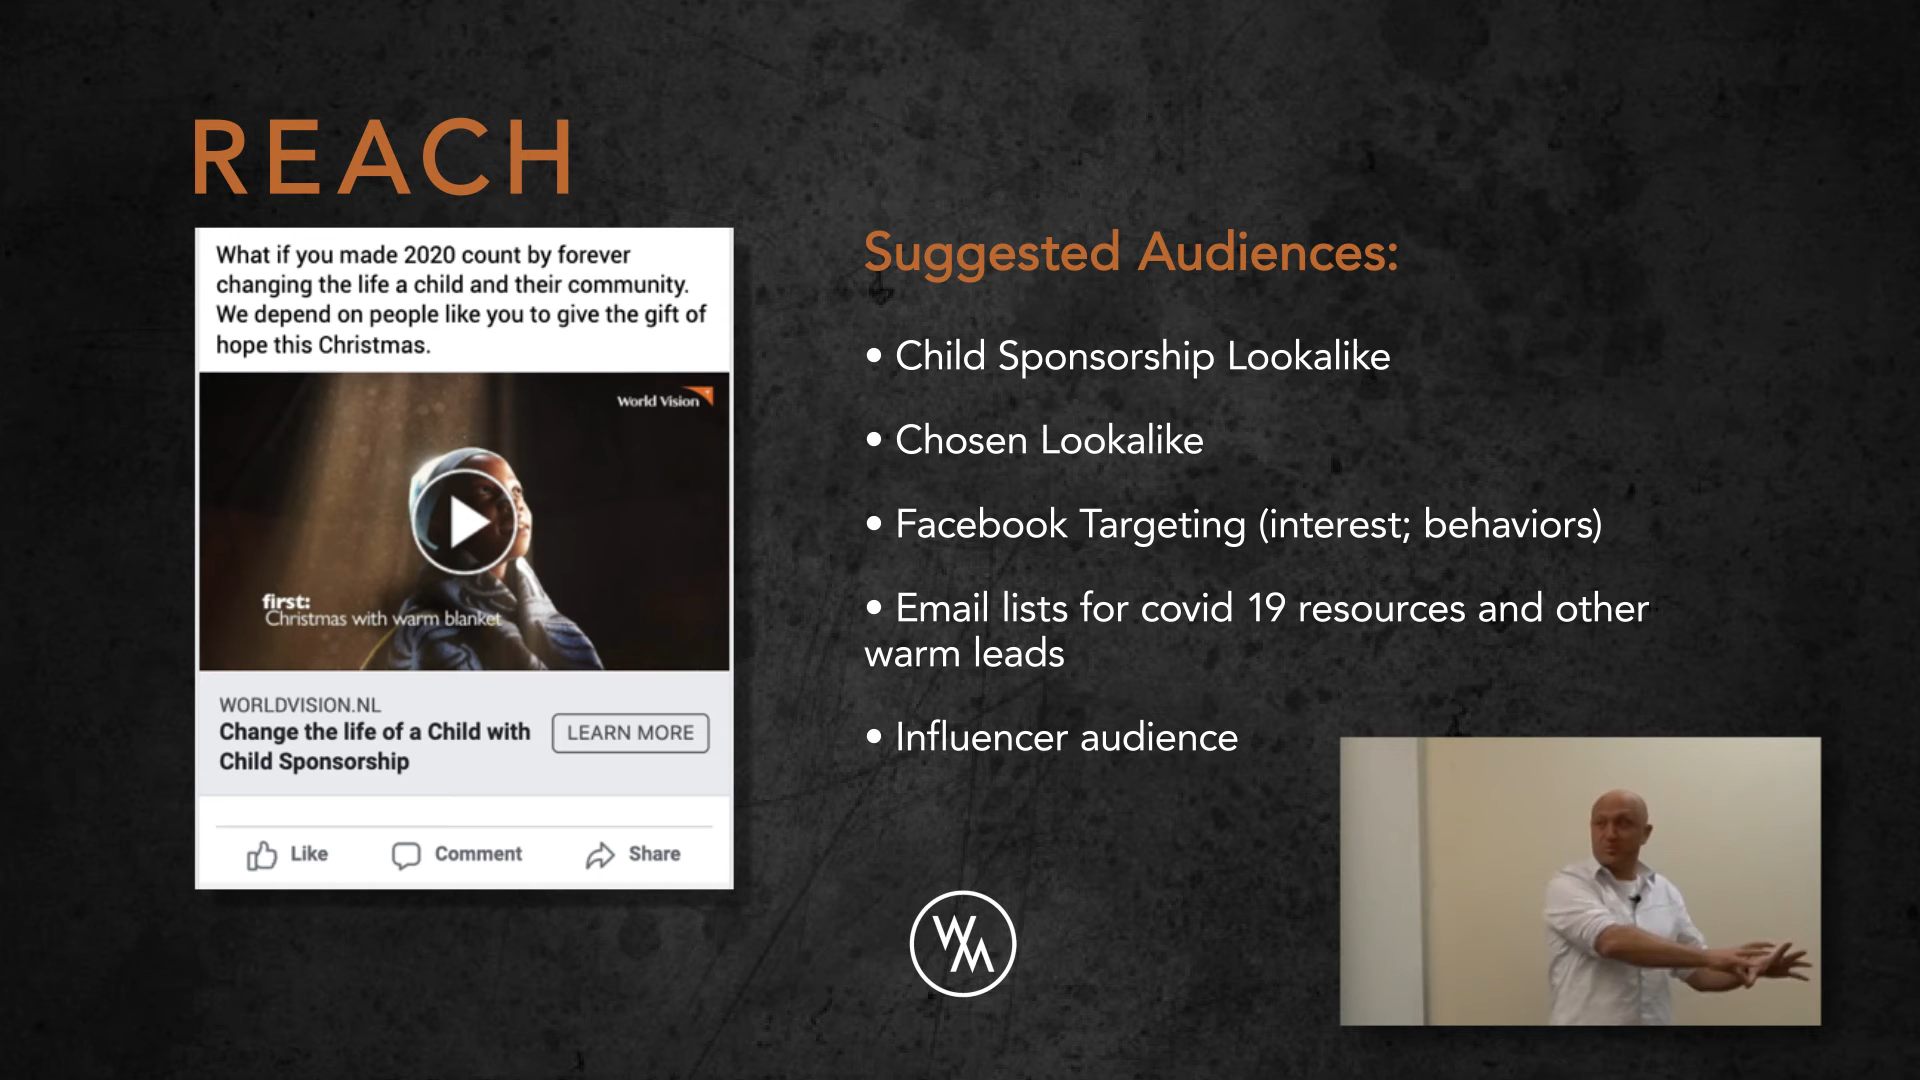 REACH
What if you made 2020 count by forever
changing the life a child and their community.
We depend on people like you to give the gift of
hope this Christmas.
World Vision
first:
Christmas with warm blanket
WORLDVISION.NL
Change the life of a Child with
Child Sponsorship
LEARN MORE
Like
Comment
Share
Suggested Audiences:
• Child Sponsorship Lookalike
• Chosen Lookalike
• Facebook Targeting (interest; behaviors)
• Email lists for covid 19 resources and other
warm leads
• Influencer audience
WM